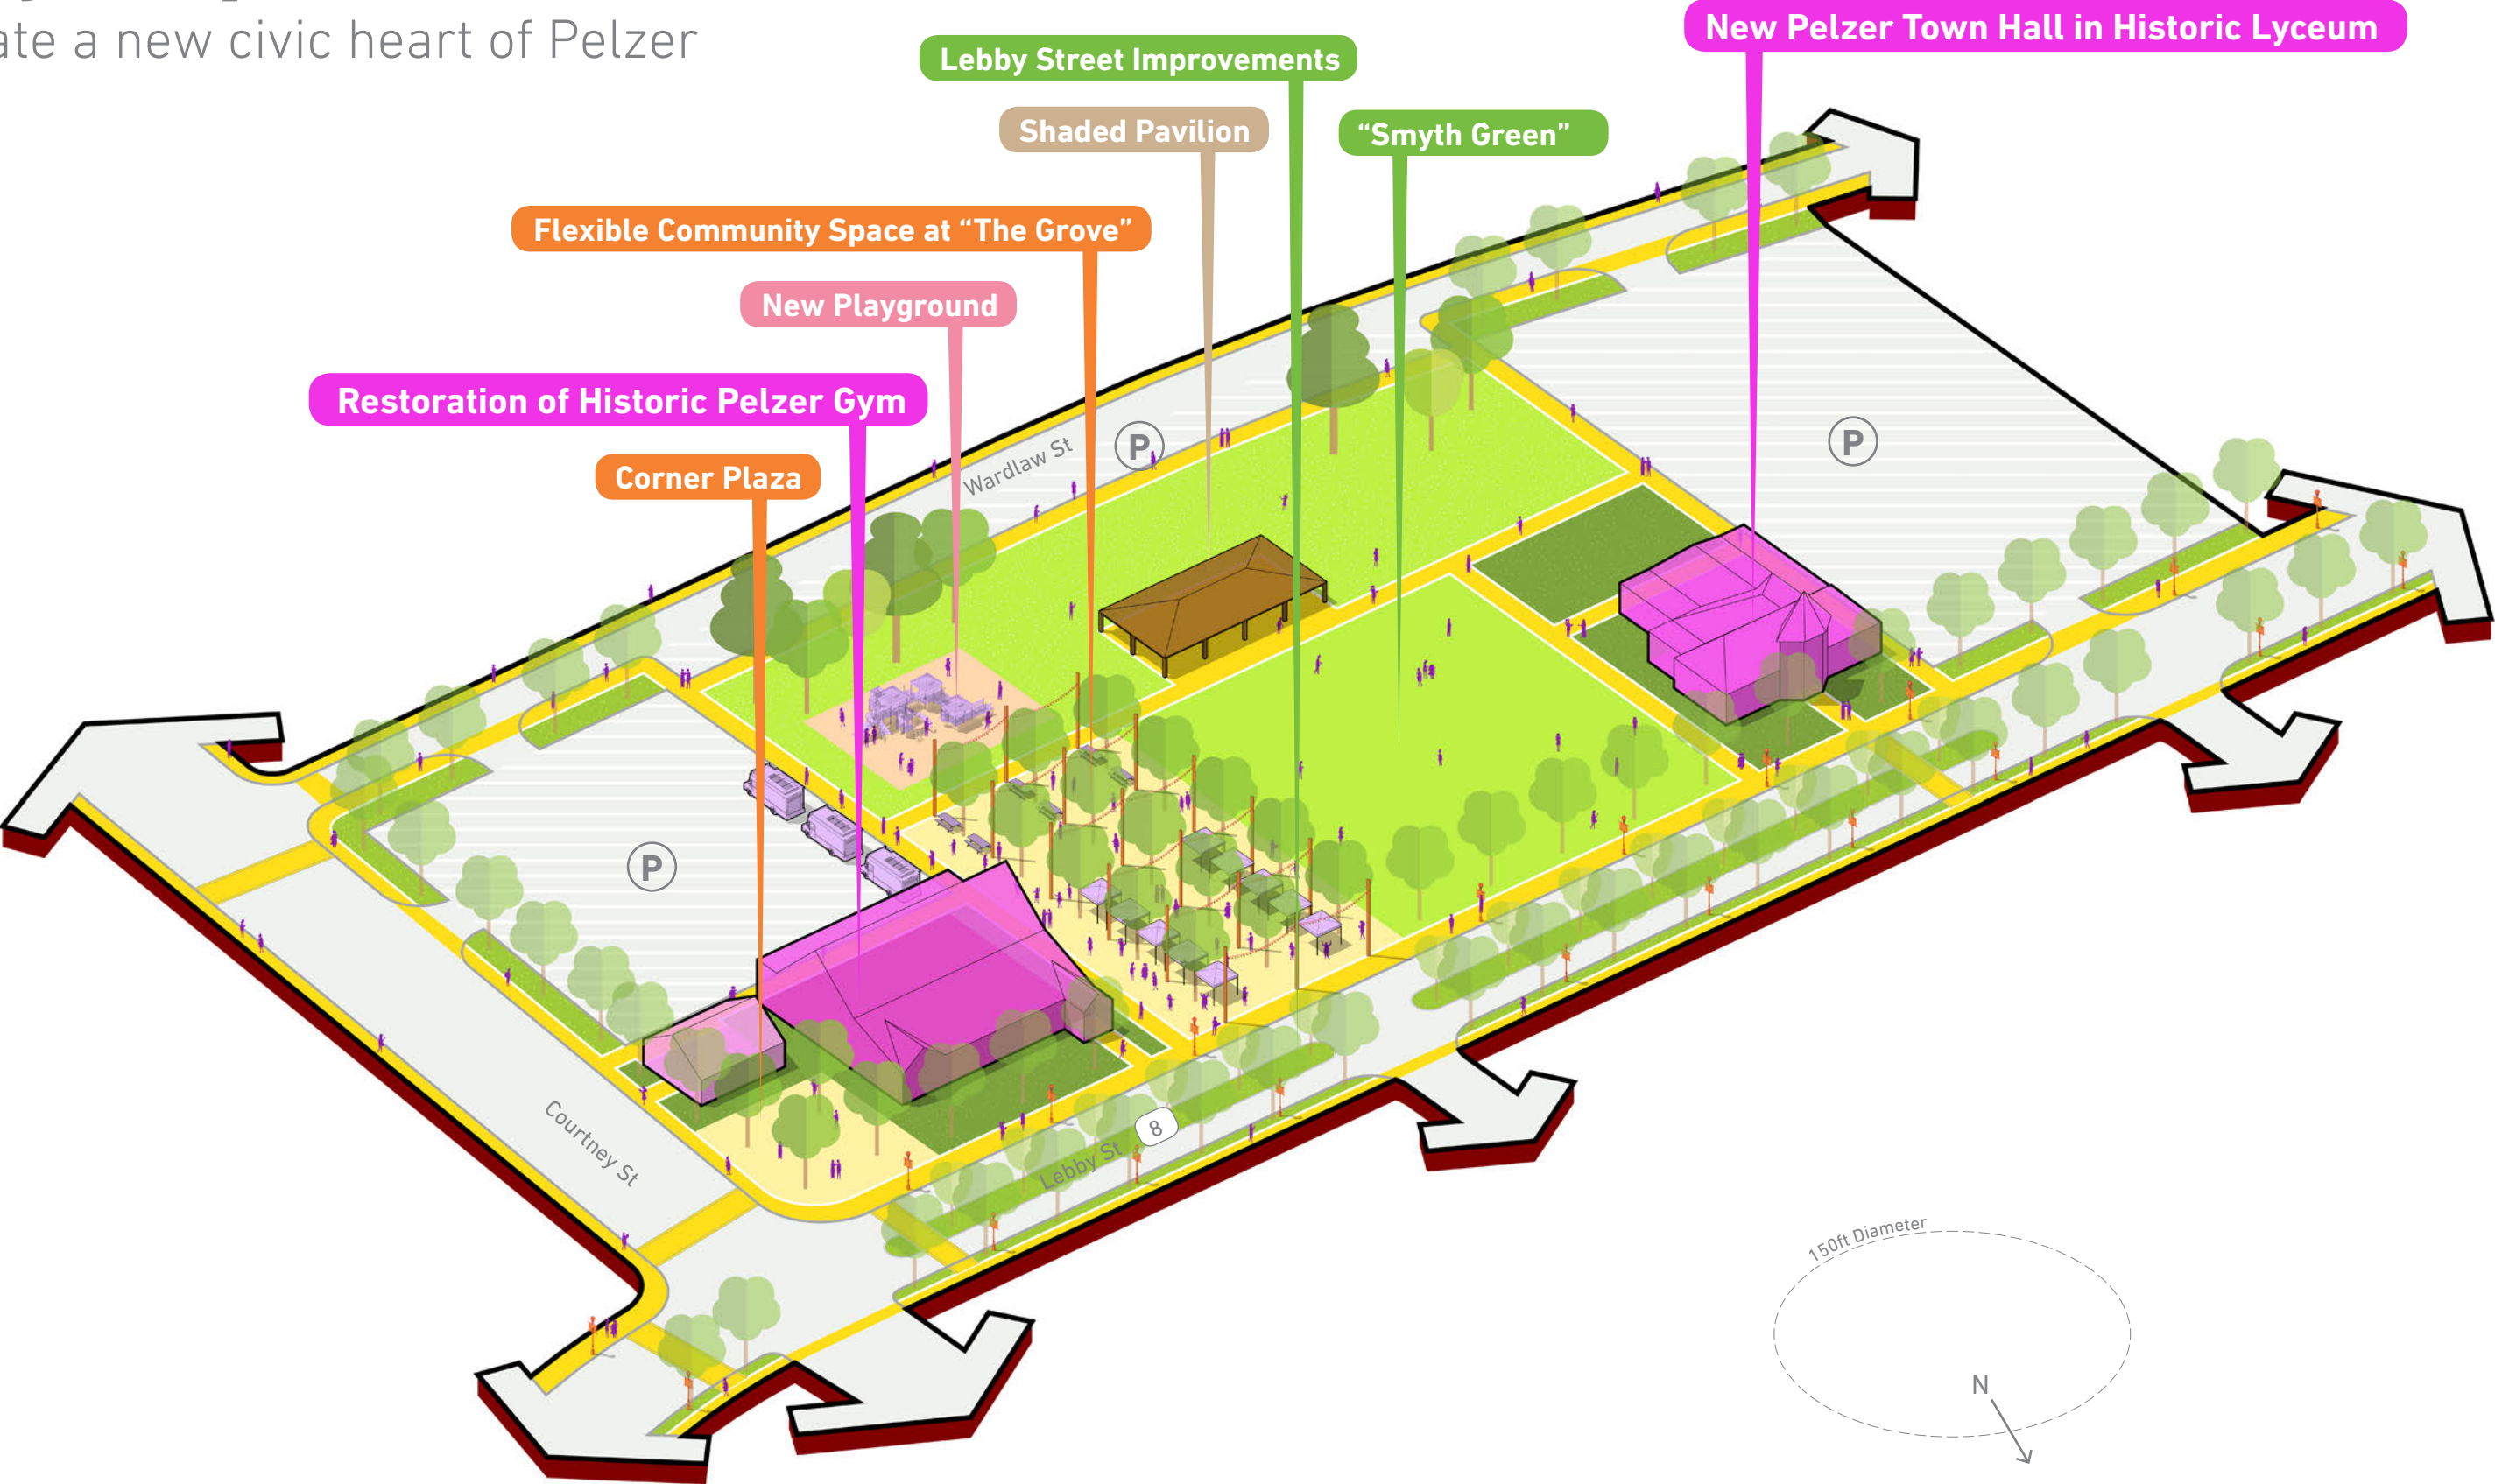 ate a new civic heart of Pelzer
New Pelzer Town Hall in Historic Lyceum
Lebby Street Improvements
Shaded Pavilion
“Smyth Green”
Flexible Community Space at “The Grove”
New Playground
Restoration of Historic Pelzer Gym
Corner Plaza
Wardlaw St
P
P
P
Courtney St
Lebby St
8
150ft Diameter
N